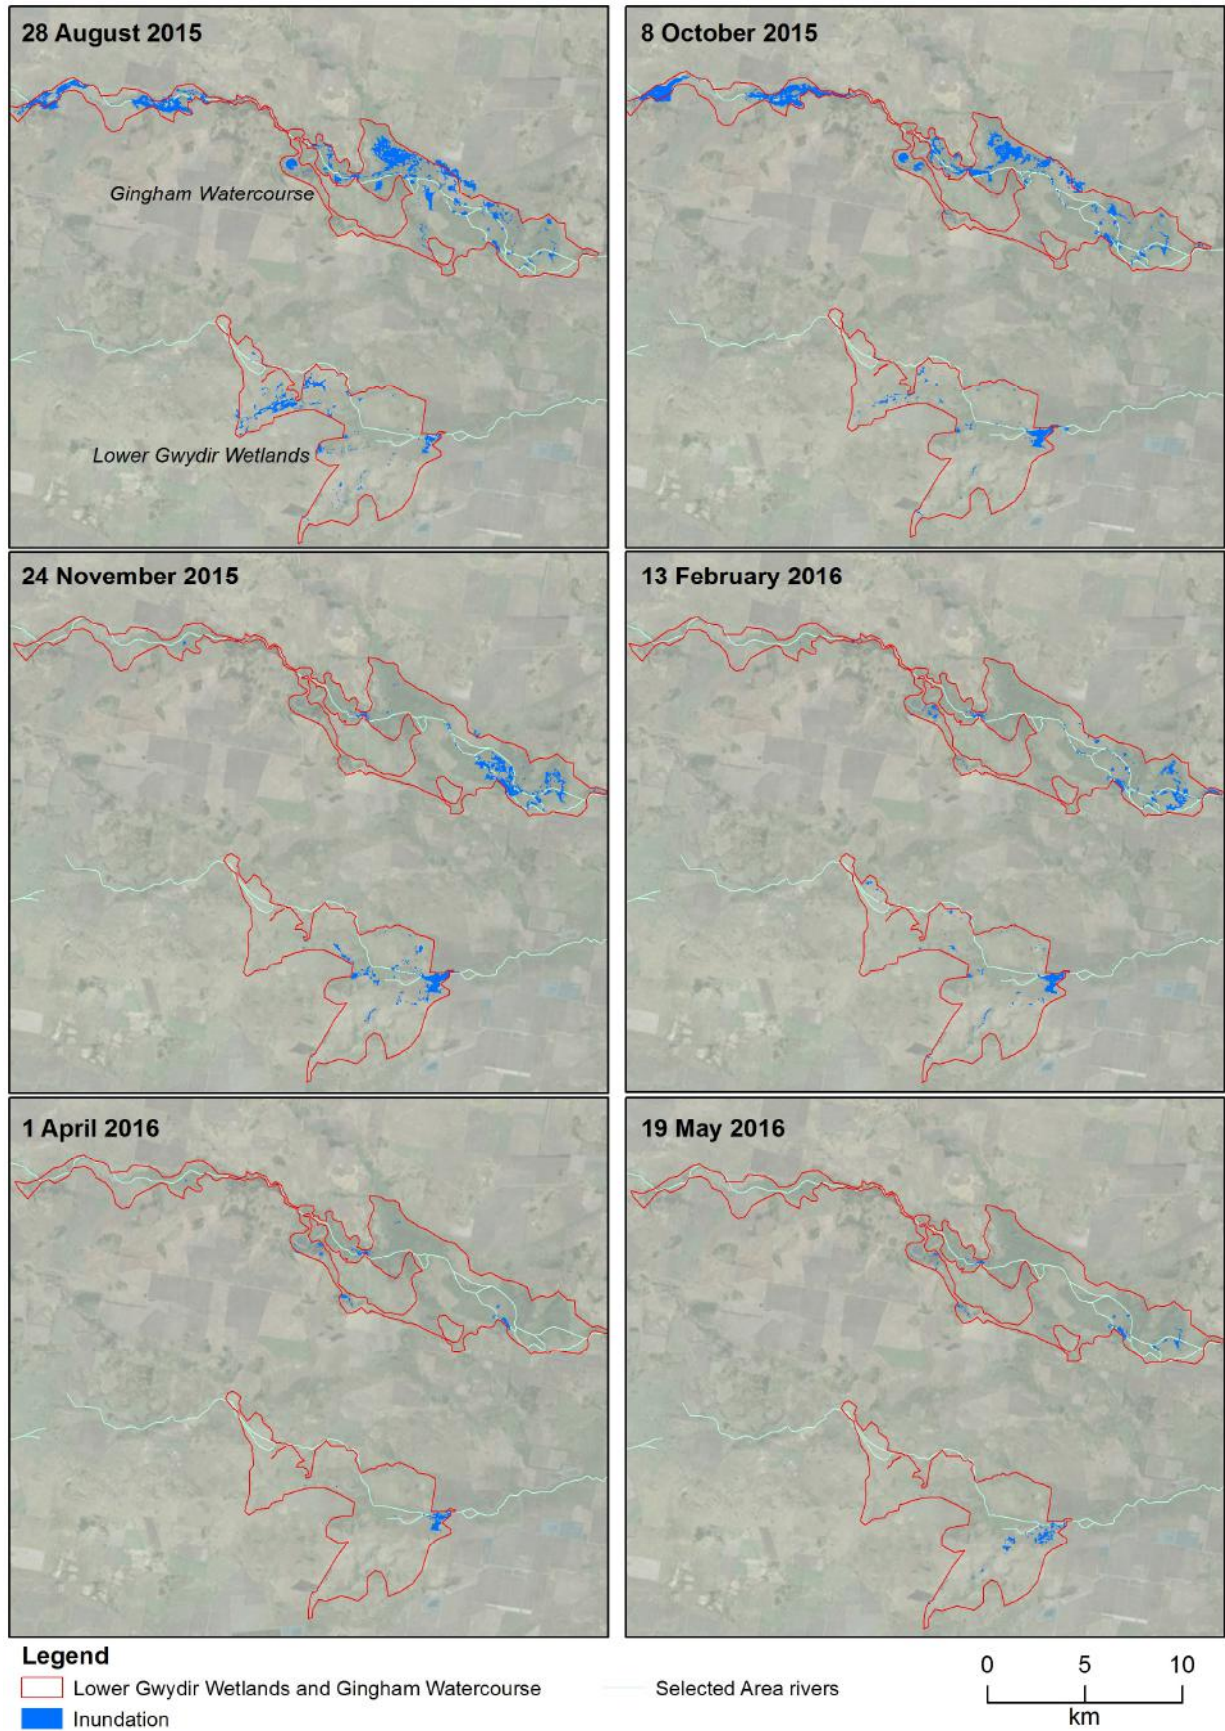 28 August 2015
8 October 2015
Gingham Watercourse
Lower Gwydir Wetlands
24 November 2015
13 February 2016
1 April 2016
19 May 2016
Legend
Lower Gwydir Wetlands and Gingham Watercourse
Selected Area rivers
Inundation
0 5 10
km